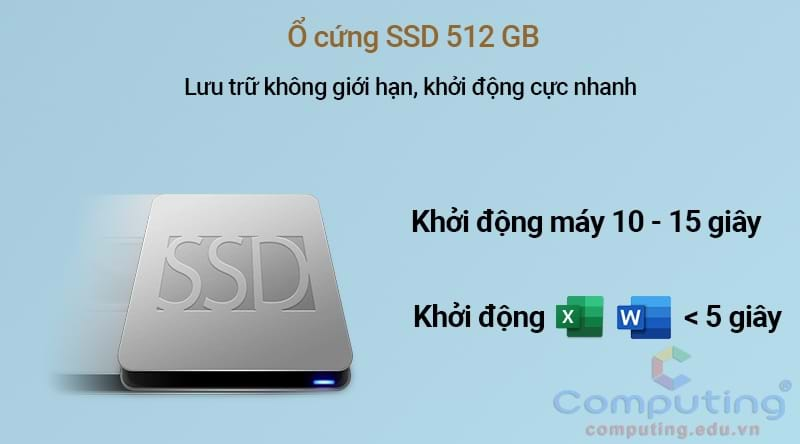 Ổ cứng SSD 512 GB
Lưu trữ không giới hạn, khởi động cực nhanh
SSD
Khởi động máy 10 - 15 giây
Khởi động X W < 5 giây
Computing®
computing.edu.vn